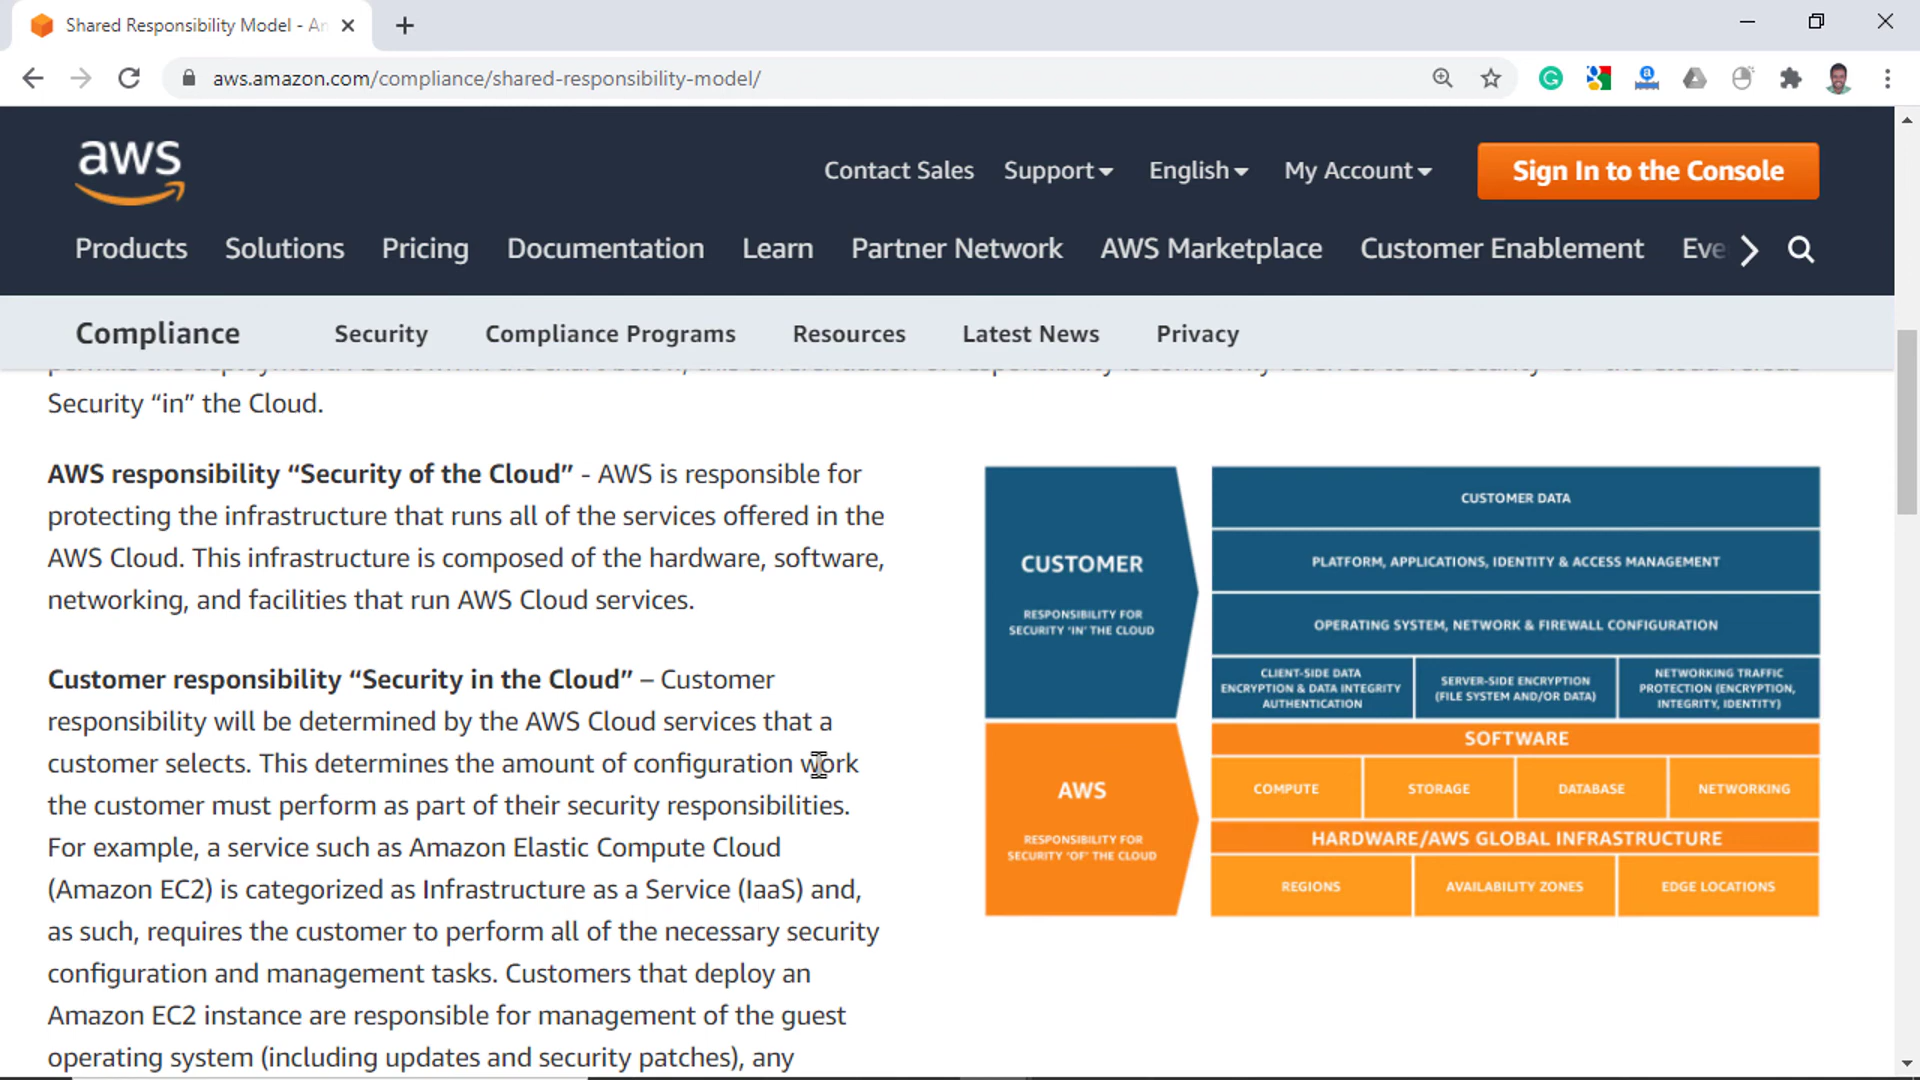 Shared Responsibility Model - Am
aws.amazon.com/compliance/shared-responsibility-model/
aws
Contact Sales Support English My Account Sign In to the Console
Products Solutions Pricing Documentation Learn Partner Network AWS Marketplace Customer Enablement Eve
Compliance Security Compliance Programs Resources Latest News Privacy
Security “in” the Cloud.
AWS responsibility “Security of the Cloud” - AWS is responsible for
protecting the infrastructure that runs all of the services offered in the
AWS Cloud. This infrastructure is composed of the hardware, software,
networking, and facilities that run AWS Cloud services.
Customer responsibility “Security in the Cloud” – Customer
responsibility will be determined by the AWS Cloud services that a
customer selects. This determines the amount of configuration work
the customer must perform as part of their security responsibilities.
For example, a service such as Amazon Elastic Compute Cloud
(Amazon EC2) is categorized as Infrastructure as a Service (IaaS) and,
as such, requires the customer to perform all of the necessary security
configuration and management tasks. Customers that deploy an
Amazon EC2 instance are responsible for management of the guest
operating system (including updates and security patches), any
CUSTOMER
RESPONSIBILITY FOR
SECURITY ‘IN’ THE CLOUD
CUSTOMER DATA
PLATFORM, APPLICATIONS, IDENTITY & ACCESS MANAGEMENT
OPERATING SYSTEM, NETWORK & FIREWALL CONFIGURATION
CLIENT-SIDE DATA
ENCRYPTION & DATA INTEGRITY
AUTHENTICATION
SERVER-SIDE ENCRYPTION
(FILE SYSTEM AND/OR DATA)
NETWORKING TRAFFIC
PROTECTION (ENCRYPTION,
INTEGRITY, IDENTITY)
AWS
RESPONSIBILITY FOR
SECURITY ‘OF’ THE CLOUD
SOFTWARE
COMPUTE STORAGE DATABASE NETWORKING
HARDWARE/AWS GLOBAL INFRASTRUCTURE
REGIONS AVAILABILITY ZONES EDGE LOCATIONS